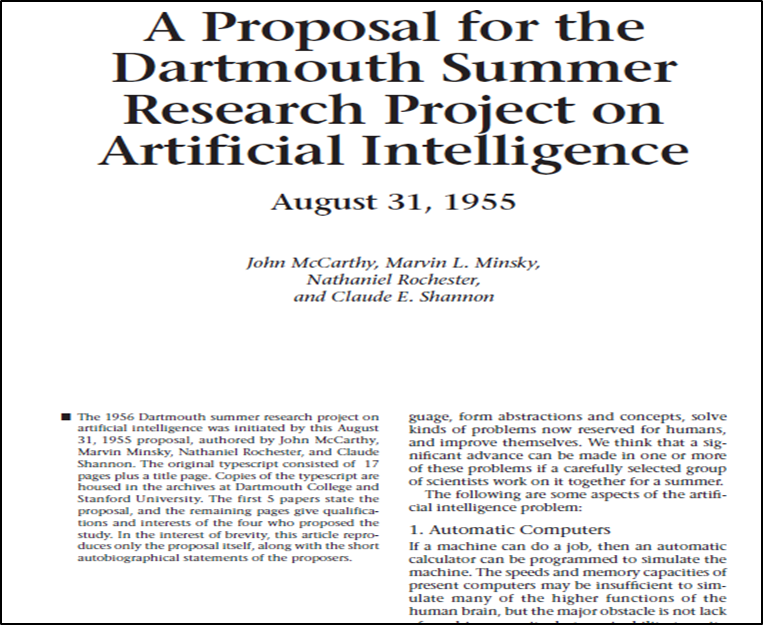 A Proposal for the
Dartmouth Summer
Research Project on
Artificial Intelligence
August 31, 1955
John McCarthy, Marvin L. Minsky,
Nathaniel Rochester,
and Claude E. Shannon
■ The 1956 Dartmouth summer research project on
artificial intelligence was initiated by this August
31, 1955 proposal, authored by John McCarthy,
Marvin Minsky, Nathaniel Rochester, and Claude
Shannon. The original typescript consisted of 17
pages plus a title page. Copies of the typescript are
housed in the archives at Dartmouth College and
Stanford University. The first 5 papers state the
proposal, and the remaining pages give qualifica-
tions and interests of the four who proposed the
study. In the interest of brevity, this article repro-
duces only the proposal itself, along with the short
autobiographical statements of the proposers.
guage, form abstractions and concepts, solve
kinds of problems now reserved for humans,
and improve themselves. We think that a sig-
nificant advance can be made in one or more
of these problems if a carefully selected group
of scientists work on it together for a summer.
The following are some aspects of the artifi-
cial intelligence problem:
1. Automatic Computers
If a machine can do a job, then an automatic
calculator can be programmed to simulate the
machine. The speeds and memory capacities of
present computers may be insufficient to sim-
ulate many of the higher functions of the
human brain, but the major obstacle is not lack